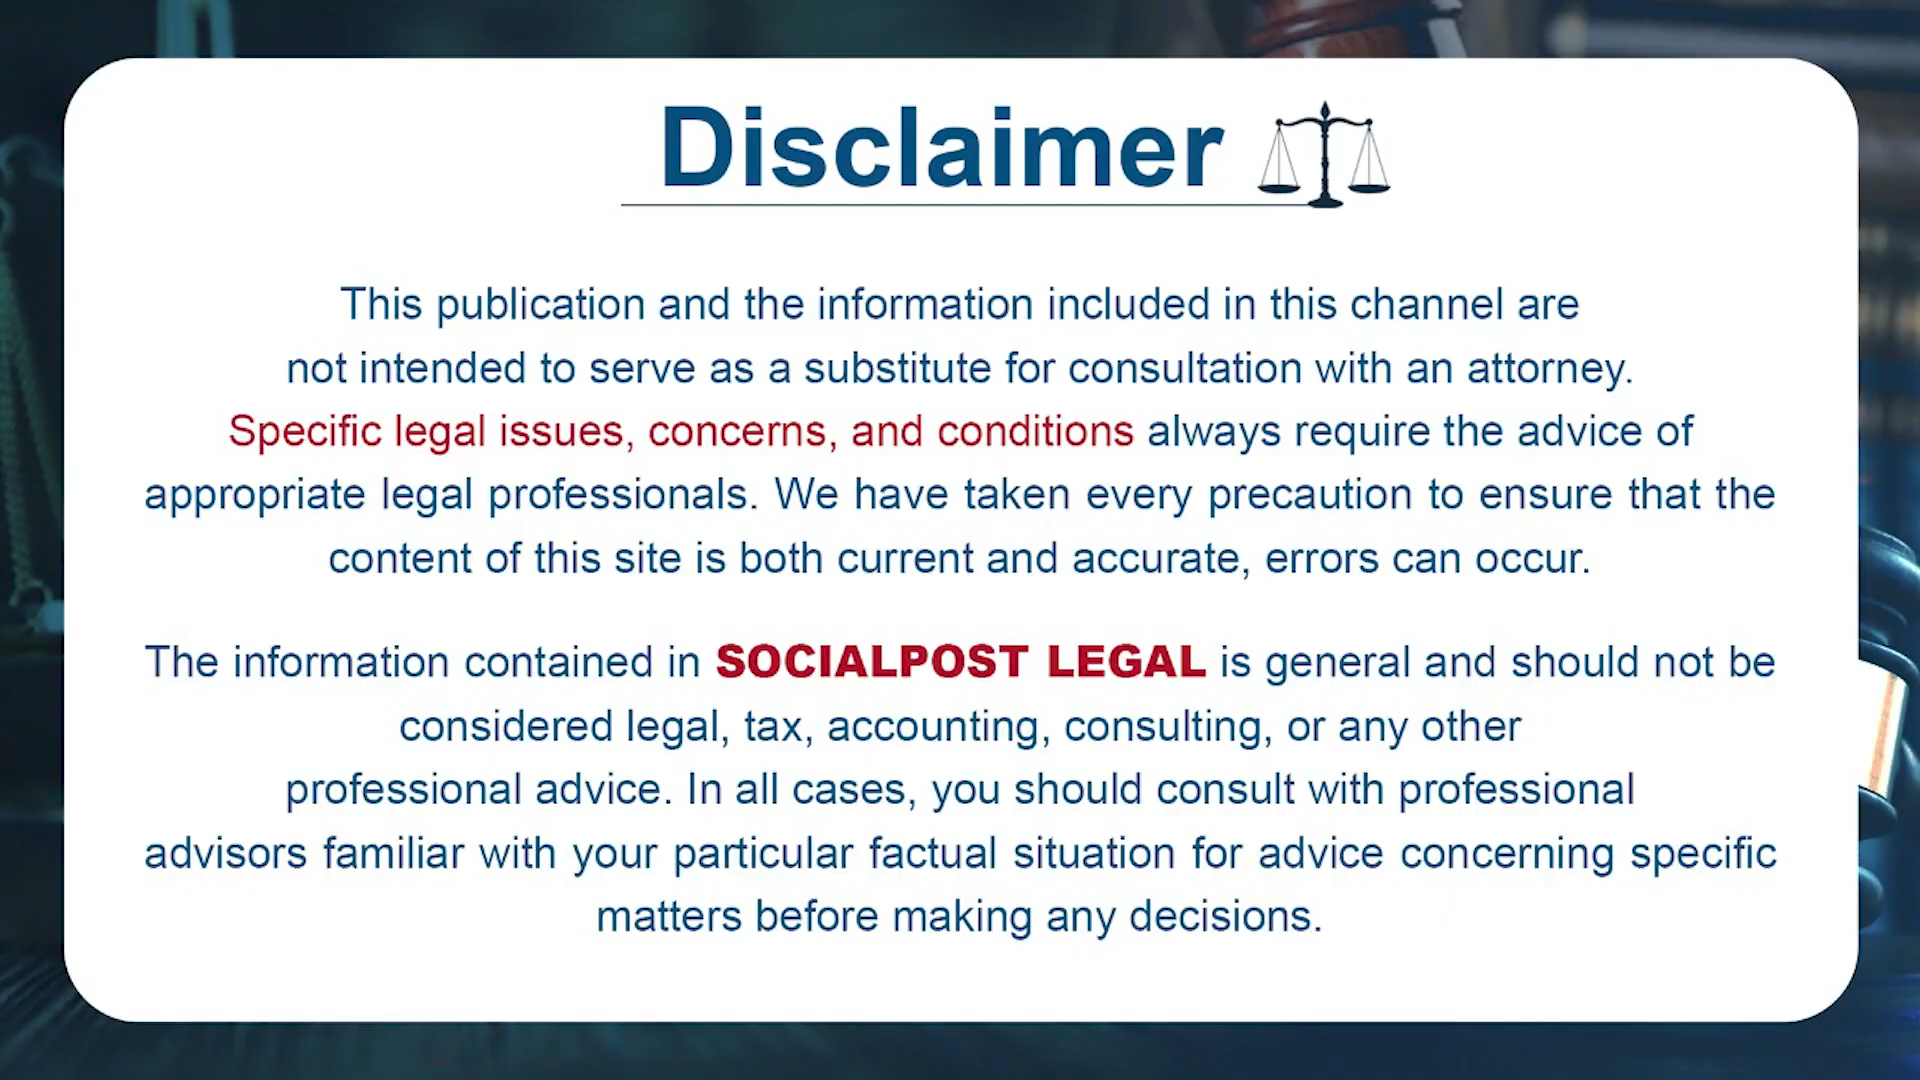 Disclaimer
This publication and the information included in this channel are
not intended to serve as a substitute for consultation with an attorney.
Specific legal issues, concerns, and conditions always require the advice of
appropriate legal professionals. We have taken every precaution to ensure that the
content of this site is both current and accurate, errors can occur.
The information contained in SOCIALPOST LEGAL is general and should not be
considered legal, tax, accounting, consulting, or any other
professional advice. In all cases, you should consult with professional
advisors familiar with your particular factual situation for advice concerning specific
matters before making any decisions.